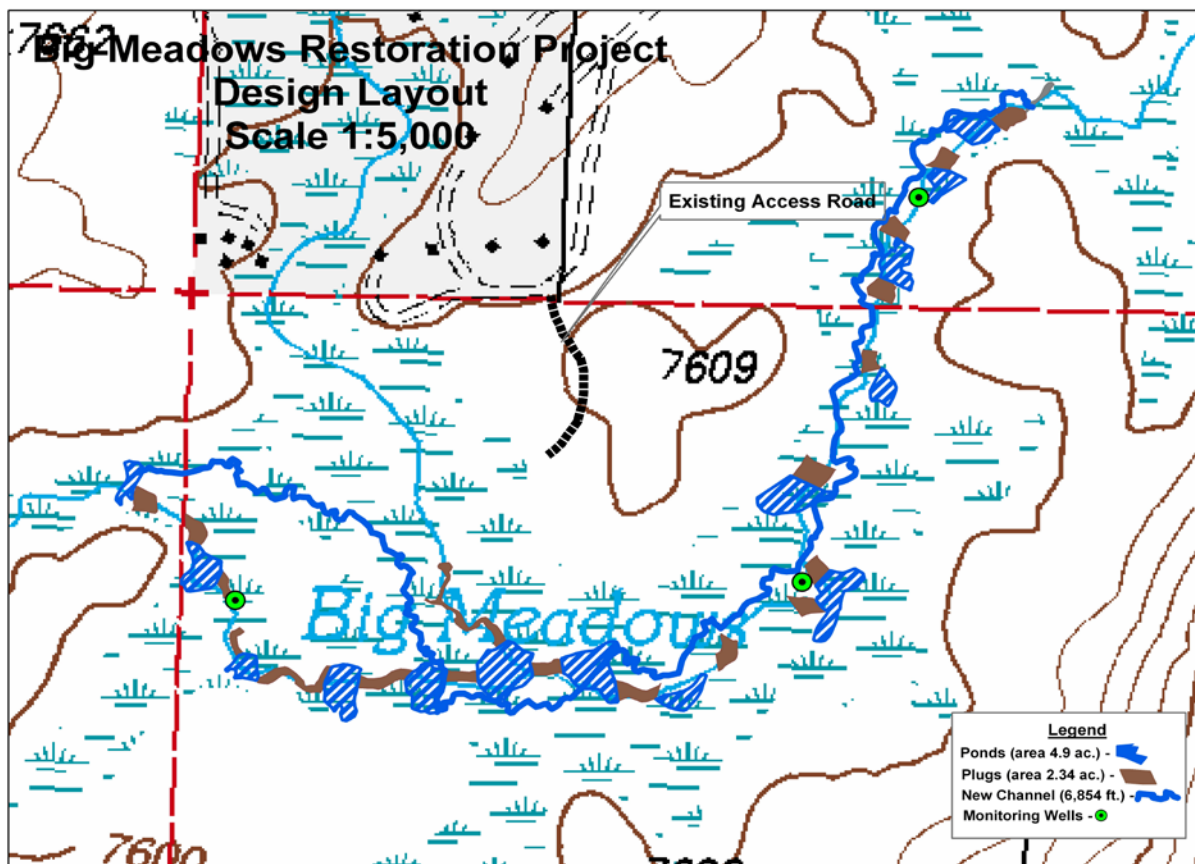 7662
Big Meadows Restoration Project
Design Layout
Scale 1:5,000
Existing Access Road
7609
Big Meadows
Legend
Ponds (area 4.9 ac.) -
Plugs (area 2.34 ac.) -
New Channel (6,854 ft.) -
Monitoring Wells -